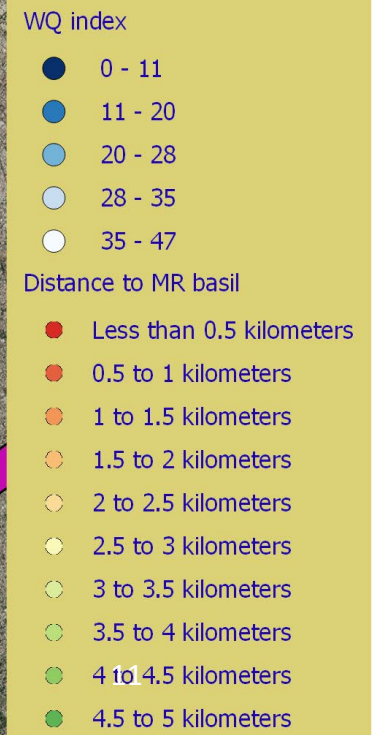 WQ index
0 - 11
11 - 20
20 - 28
28 - 35
35 - 47
Distance to MR basil
Less than 0.5 kilometers
0.5 to 1 kilometers
1 to 1.5 kilometers
1.5 to 2 kilometers
2 to 2.5 kilometers
2.5 to 3 kilometers
3 to 3.5 kilometers
3.5 to 4 kilometers
4 to 4.5 kilometers
11
4.5 to 5 kilometers